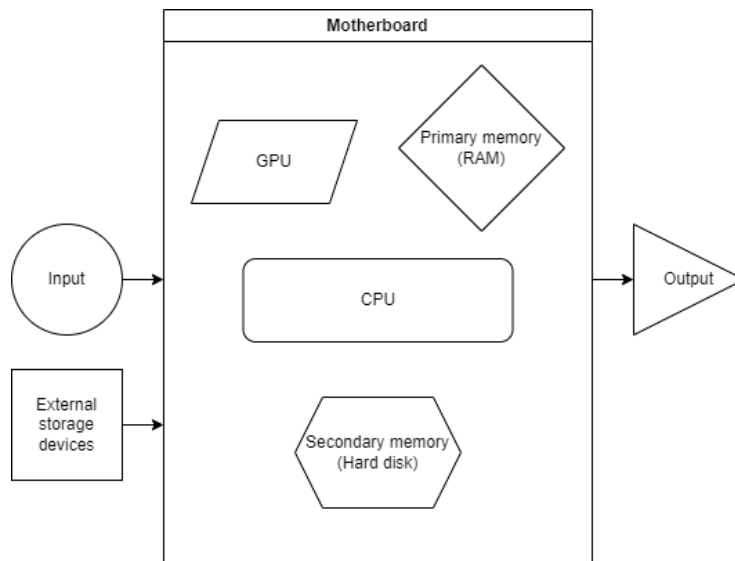 Motherboard
GPU
Primary memory
(RAM)
Input
CPU
Output
External
storage
devices
Secondary memory
(Hard disk)